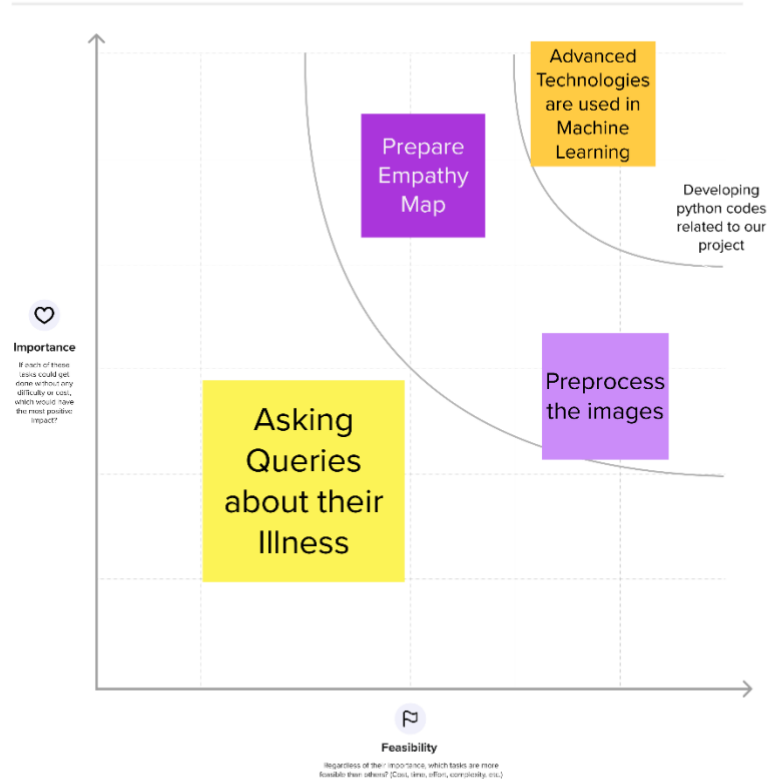 Advanced
Technologies
are used in
Machine
Learning
Prepare
Empathy
Map
Developing
python codes
related to our
project
Importance
If each of these
tasks could get
done without any
difficulty or cost,
which would have
the most positive
impact?
Preprocess
the images
Asking
Queries
about their
Illness
Feasibility
Regardless of their importance, which tasks are more
feasible than others? (Cost, time, effort, complexity, etc.)